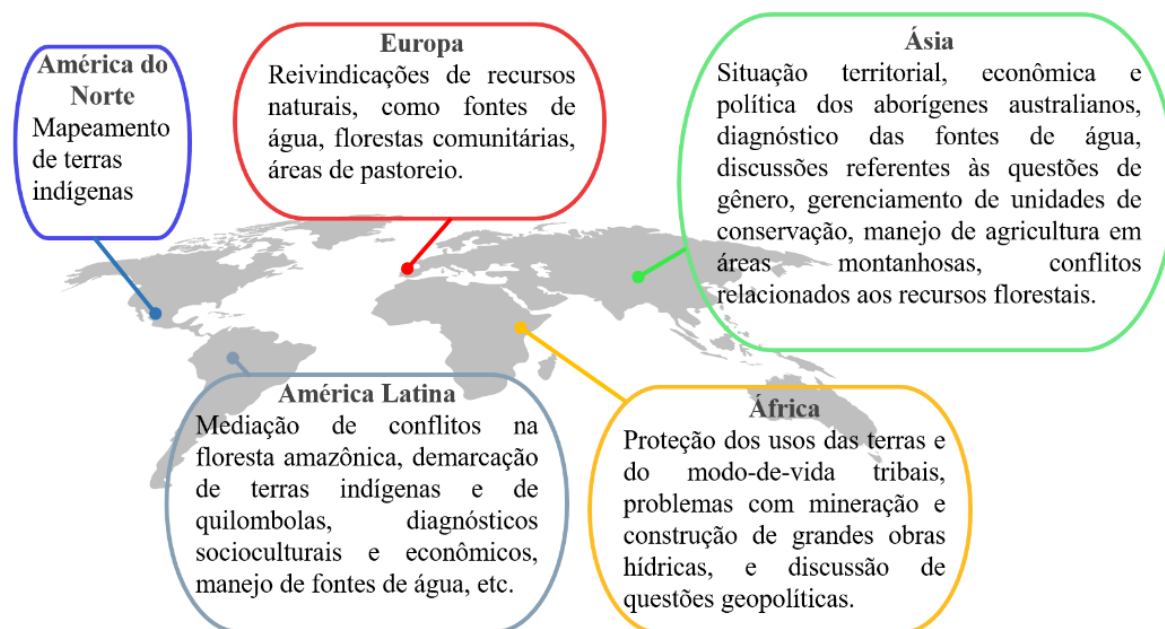 América do
Norte
Mapeamento
de terras
indígenas
Europa
Reivindicações de recursos
naturais, como fontes de
água, florestas comunitárias,
áreas de pastoreio.
Ásia
Situação territorial, econômica e
política dos aborígenes australianos,
diagnóstico das fontes de água,
discussões referentes às questões de
gênero, gerenciamento de unidades de
conservação, manejo de agricultura em
áreas montanhosas, conflitos
relacionados aos recursos florestais.
América Latina
Mediação de conflitos na
floresta amazônica, demarcação
de terras indígenas e de
quilombolas, diagnósticos
socioculturais e econômicos,
manejo de fontes de água, etc.
África
Proteção dos usos das terras e
do modo-de-vida tribais,
problemas com mineração e
construção de grandes obras
hídricas, e discussão de
questões geopolíticas.